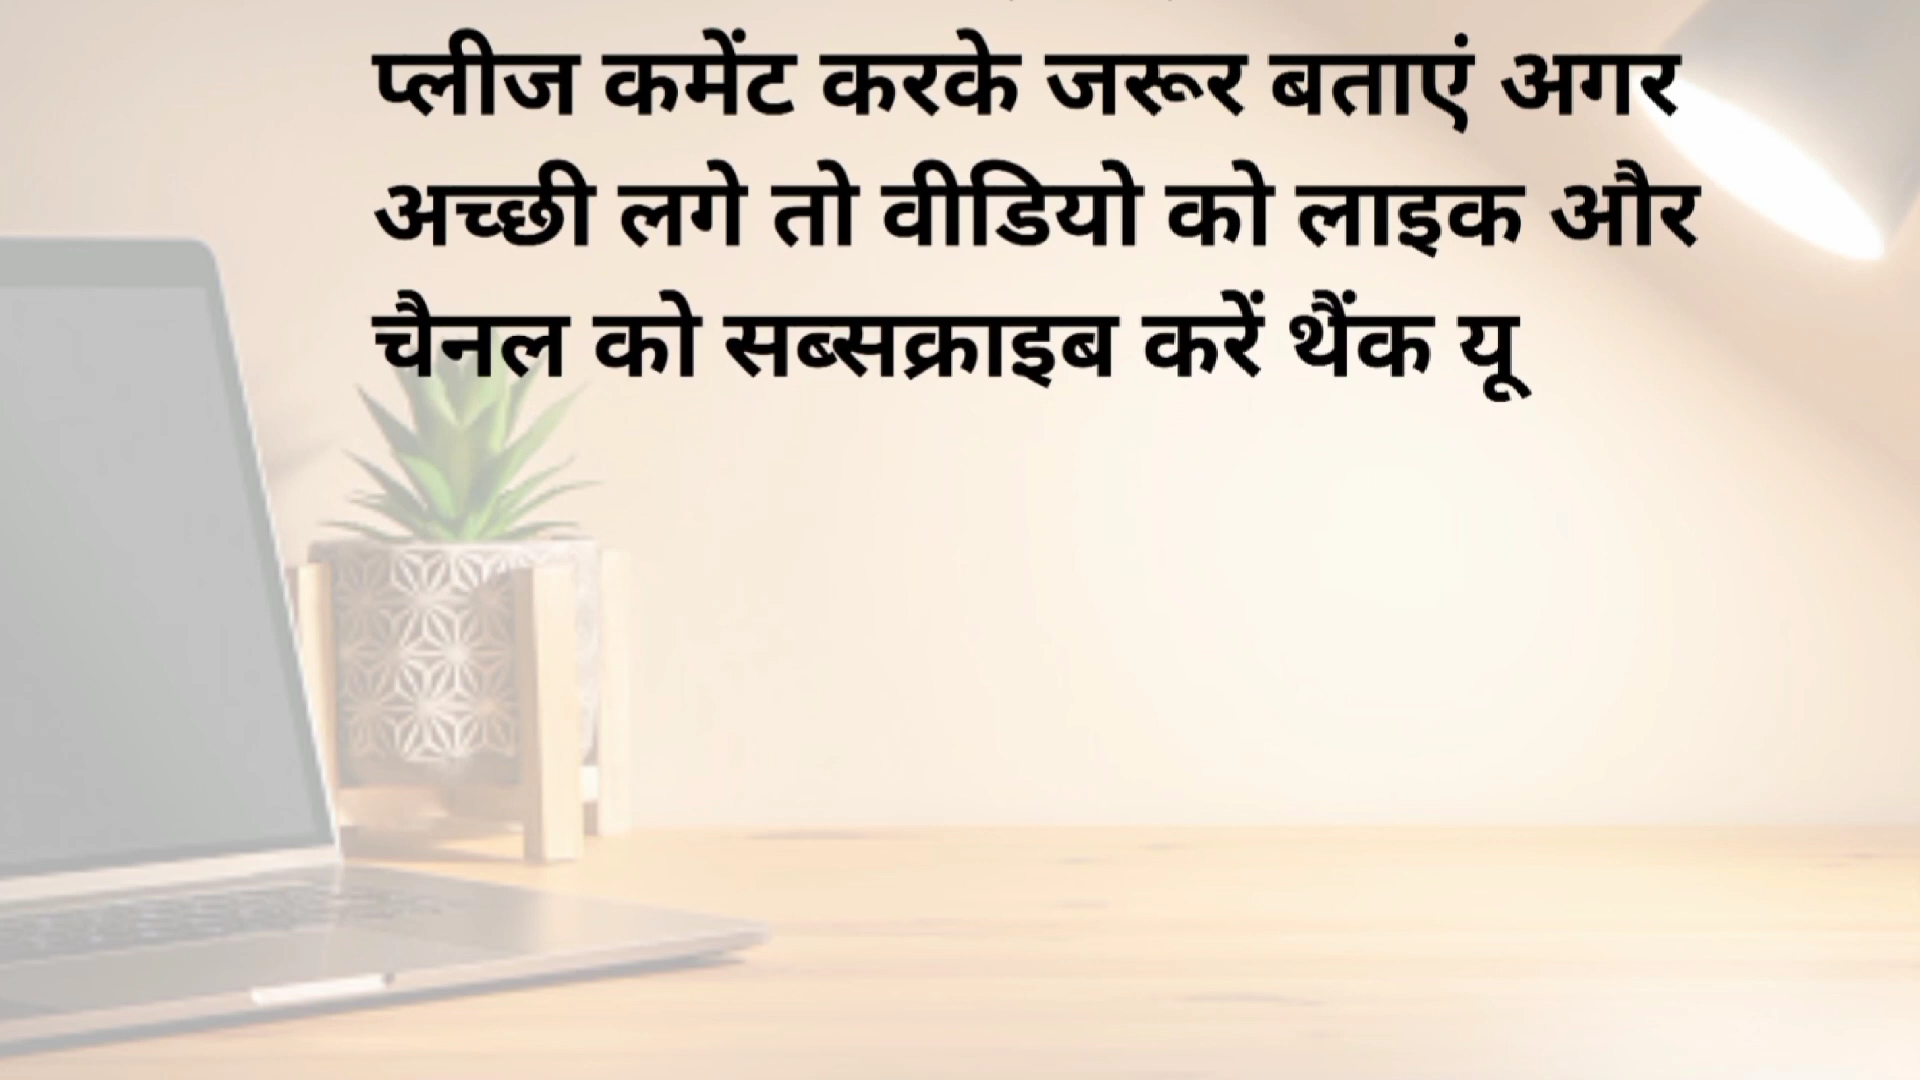 प्लीज कमेंट करके जरूर बताएं अगर
अच्छी लगे तो वीडियो को लाइक और
चैनल को सब्सक्राइब करें थैंक यू